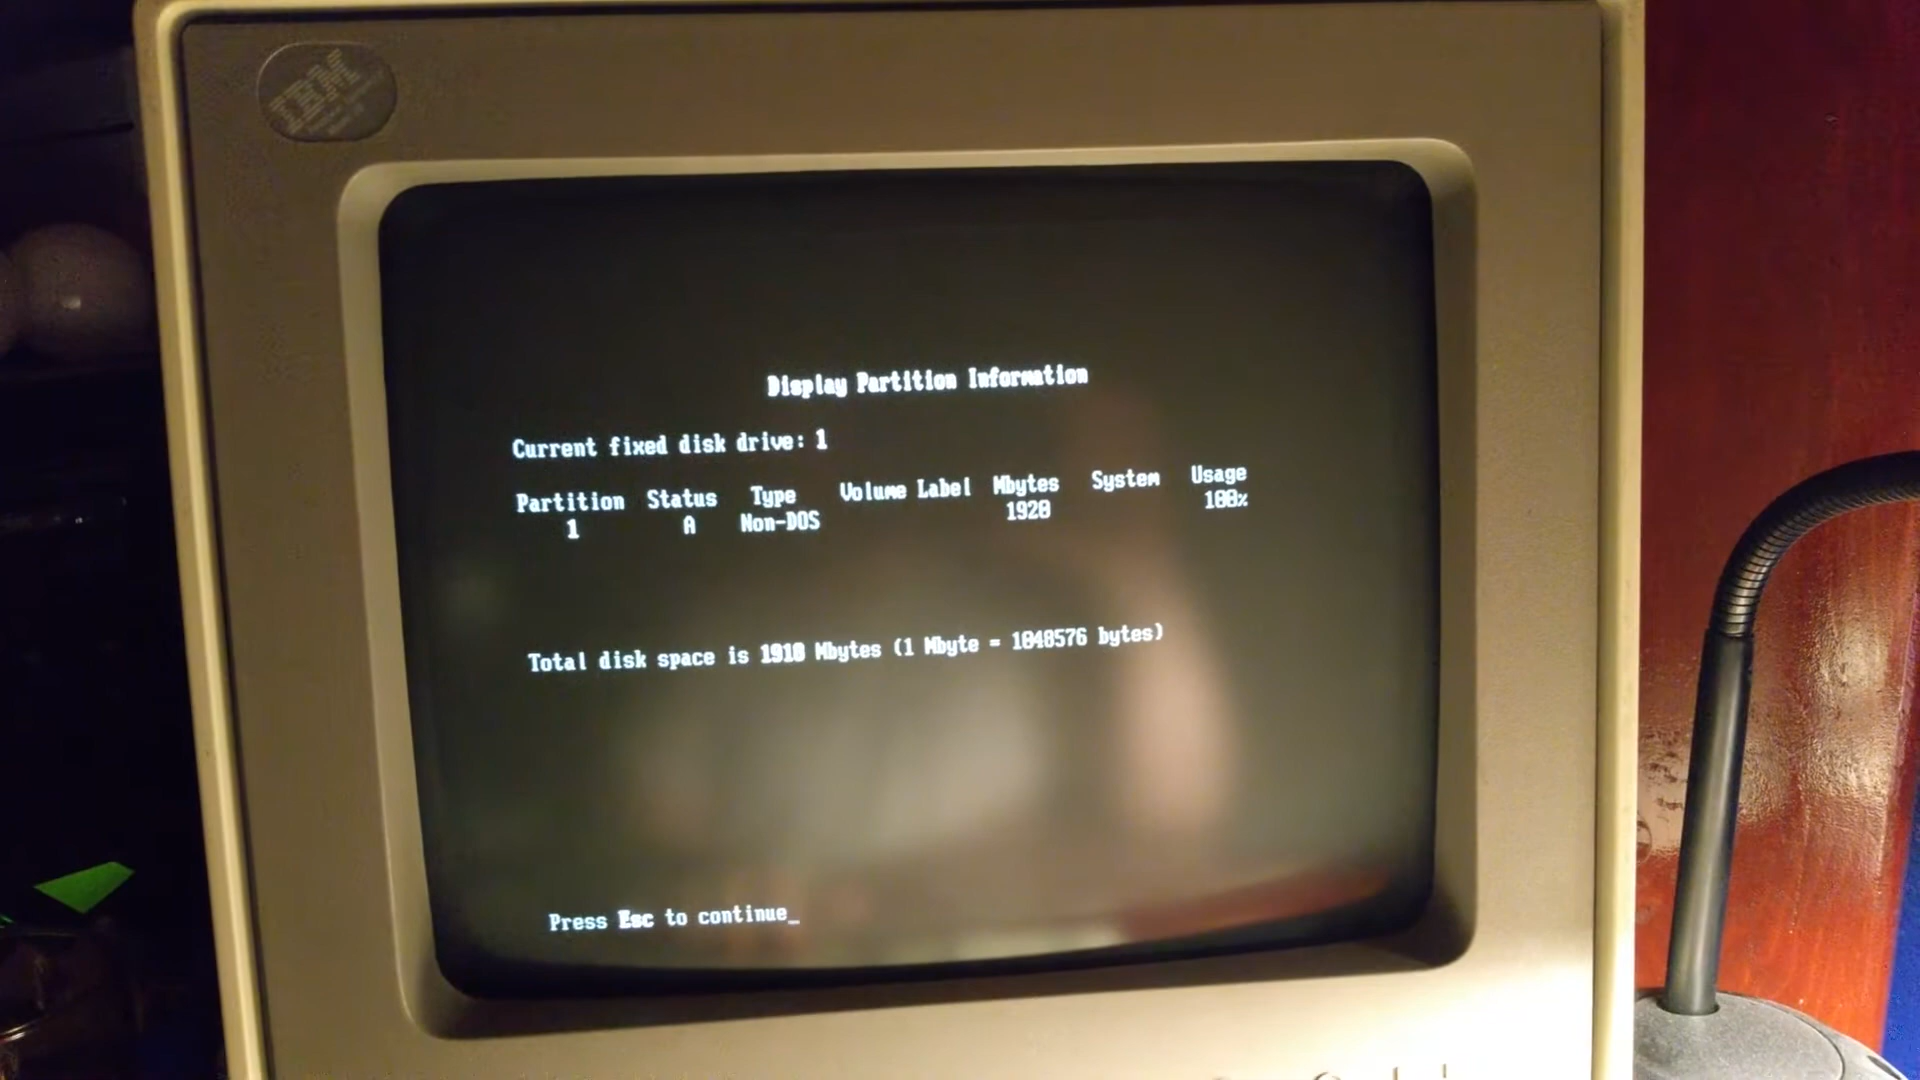 IBM
Display Partition Information
Current fixed disk drive: 1
Partition Status Type Volume Label Mbytes System Usage
1 A Non-DOS 1920 100%
Total disk space is 1910 Mbytes (1 Mbyte = 1048576 bytes)
Press Esc to continue_